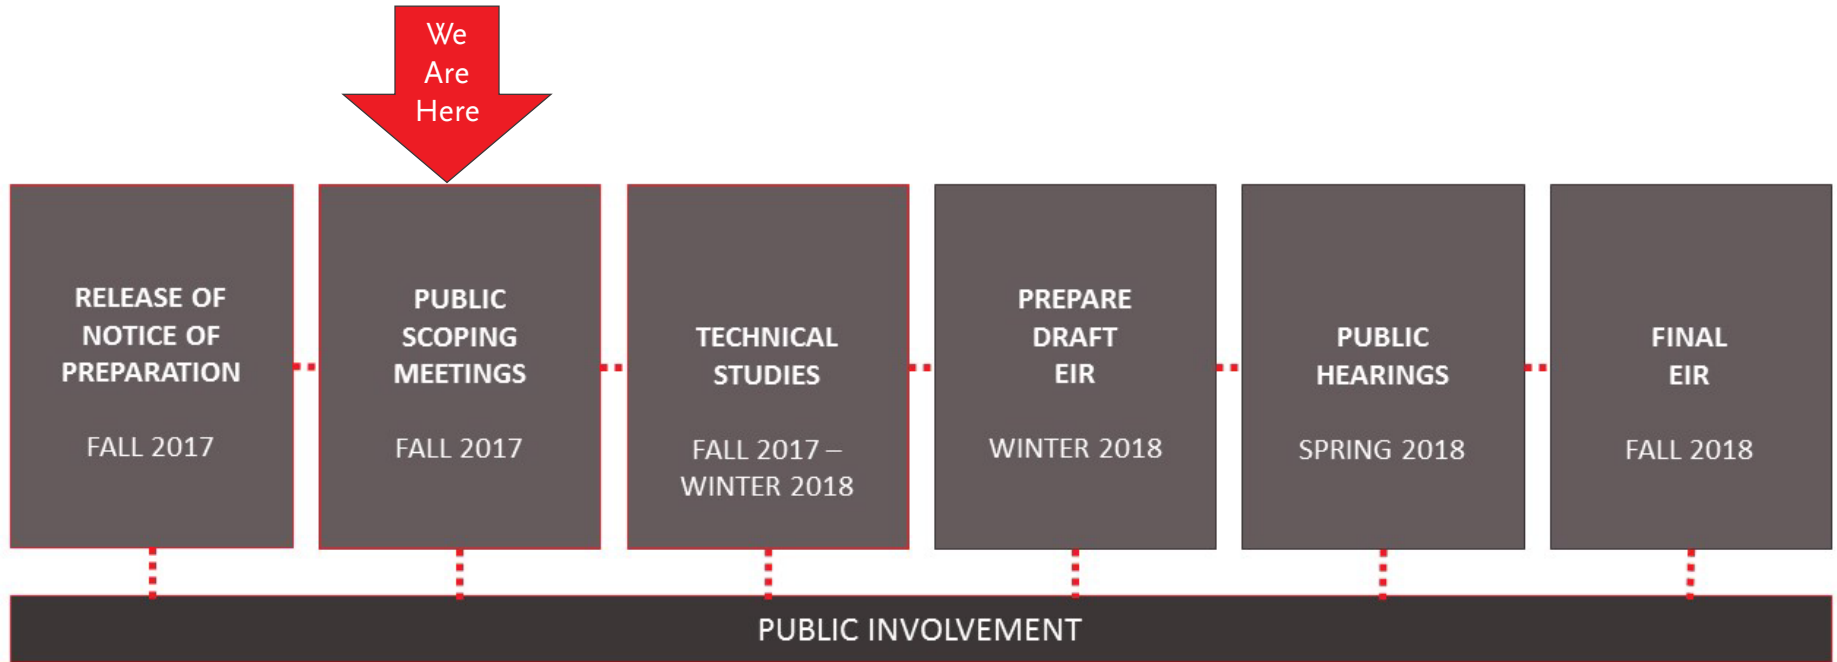 We
Are
Here
RELEASE OF
NOTICE OF
PREPARATION
FALL 2017
PUBLIC
SCOPING
MEETINGS
FALL 2017
TECHNICAL
STUDIES
FALL 2017 –
WINTER 2018
PREPARE
DRAFT
EIR
WINTER 2018
PUBLIC
HEARINGS
SPRING 2018
FINAL
EIR
FALL 2018
PUBLIC INVOLVEMENT